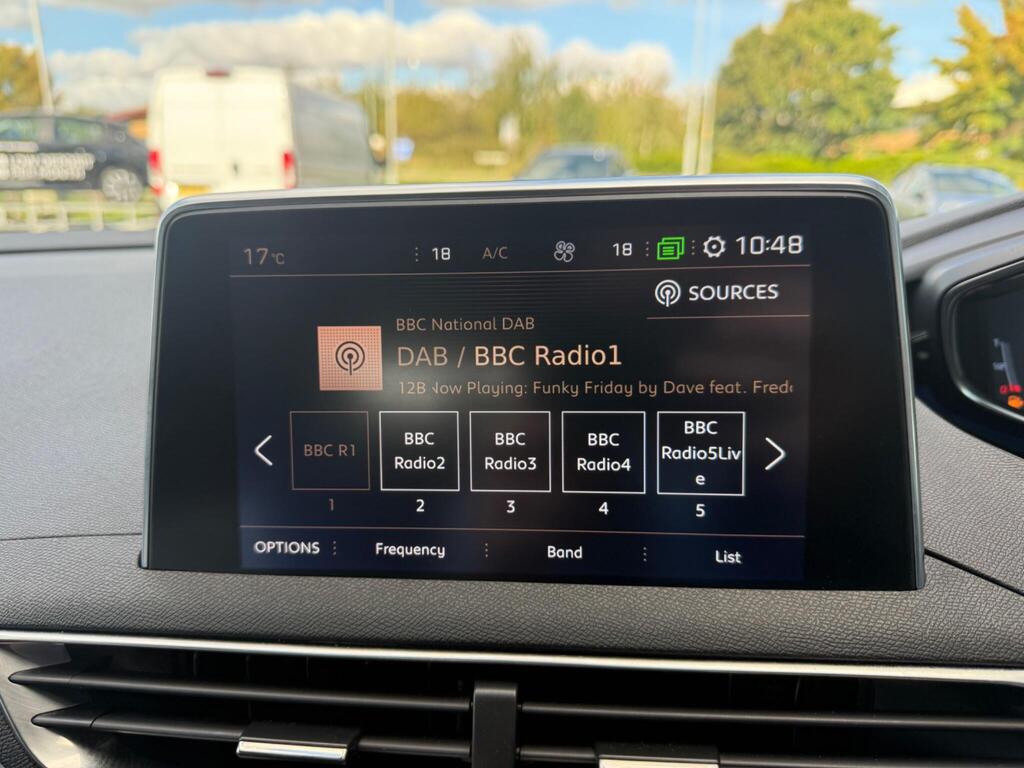 17°C
18
A/C
18
10:48
SOURCES
BBC National DAB
DAB / BBC Radio1
12B Now Playing: Funky Friday by Dave feat. Fred
BBC R1
BBC
Radio2
BBC
Radio3
BBC
Radio4
BBC
Radio5Liv
e
1
2
3
4
5
OPTIONS
Frequency
Band
List